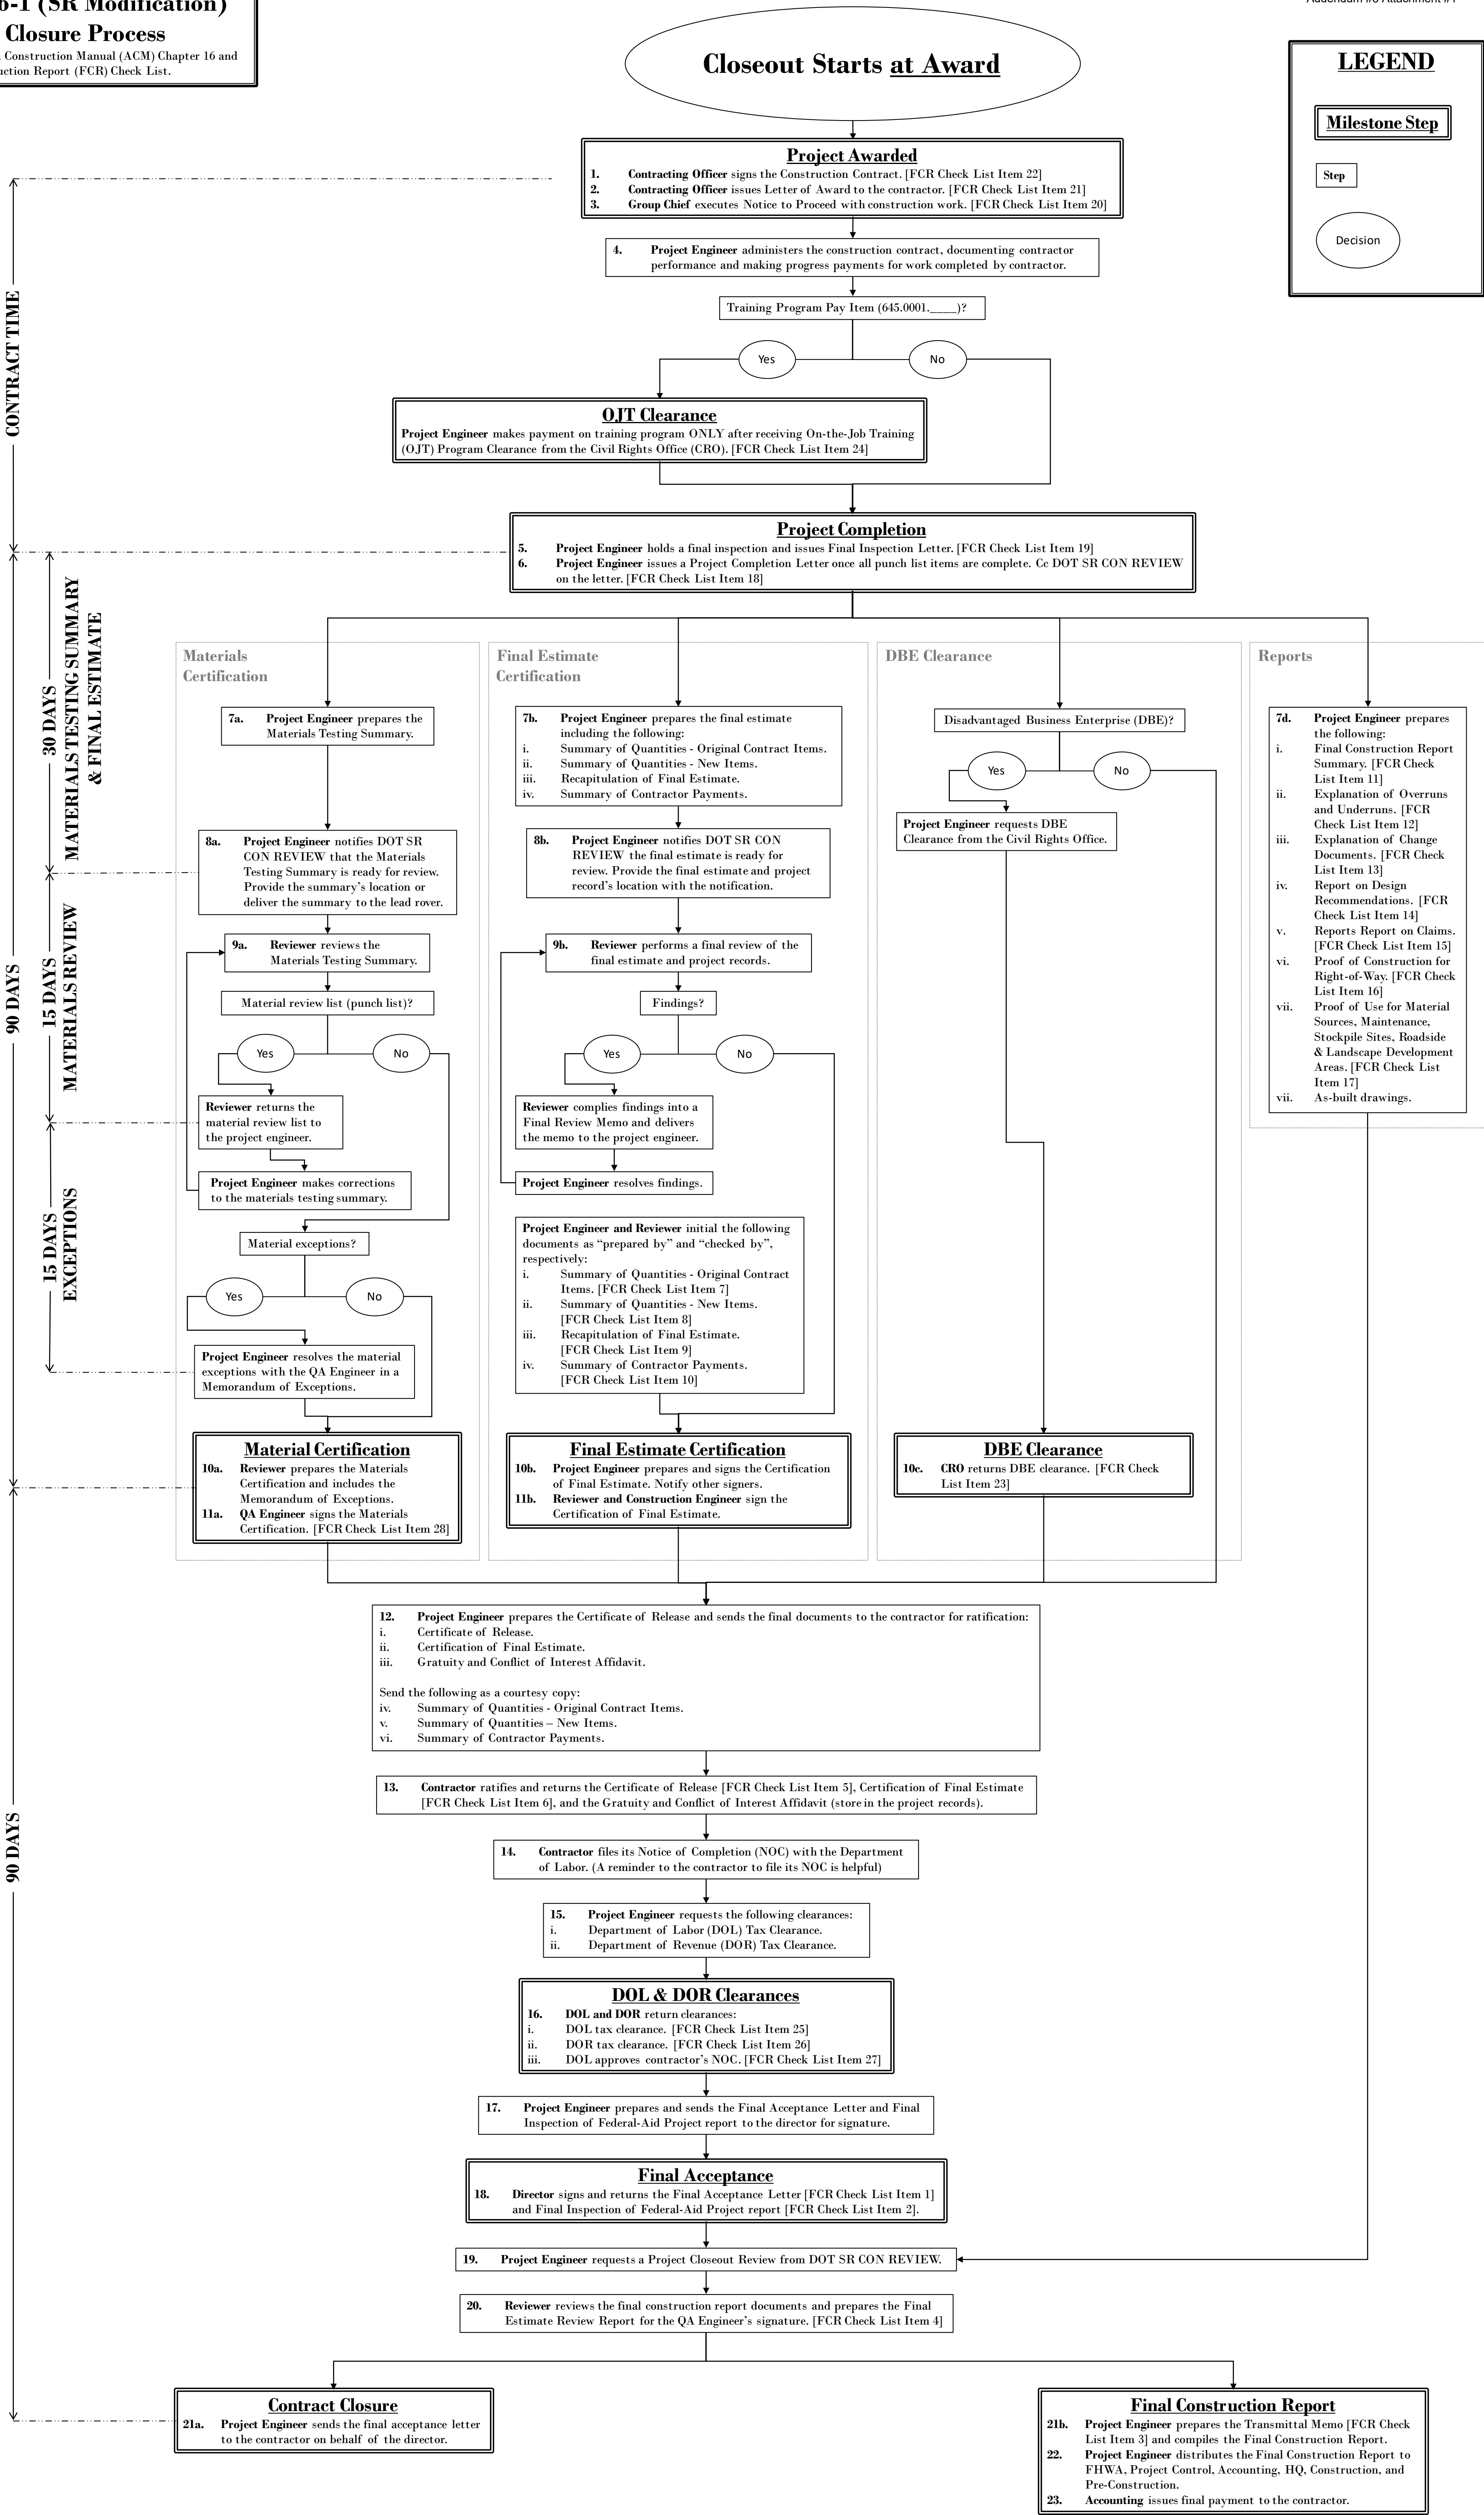 (SR Modification)
Closure Process
Construction Manual (ACM) Chapter 16 and
Report (FCR) Check List.
Closeout Starts at Award
LEGEND
Milestone Step
Step
Decision
Project Awarded
1. Contracting Officer signs the Construction Contract. [FCR Check List Item 22]
2. Contracting Officer issues Letter of Award to the contractor. [FCR Check List Item 21]
3. Group Chief executes Notice to Proceed with construction work. [FCR Check List Item 20]
4. Project Engineer administers the construction contract, documenting contractor
performance and making progress payments for work completed by contractor.
Training Program Pay Item (645.0001.____)?
Yes
No
OJT Clearance
Project Engineer makes payment on training program ONLY after receiving On-the-Job Training
(OJT) Program Clearance from the Civil Rights Office (CRO). [FCR Check List Item 24]
CONTRACT TIME
Project Completion
5. Project Engineer holds a final inspection and issues Final Inspection Letter. [FCR Check List Item 19]
6. Project Engineer issues a Project Completion Letter once all punch list items are complete. Cc DOT SR CON REVIEW
on the letter. [FCR Check List Item 18]
90 DAYS
30 DAYS
MATERIALS TESTING SUMMARY
& FINAL ESTIMATE
15 DAYS
MATERIALS REVIEW
15 DAYS
EXCEPTIONS
90 DAYS
Materials
Certification
7a. Project Engineer prepares the
Materials Testing Summary.
8a. Project Engineer notifies DOT SR
CON REVIEW that the Materials
Testing Summary is ready for review.
Provide the summary's location or
deliver the summary to the lead rover.
9a. Reviewer reviews the
Materials Testing Summary.
Material review list (punch list)?
Yes
No
Reviewer returns the
material review list to
the project engineer.
Project Engineer makes corrections
to the materials testing summary.
Material exceptions?
Yes
No
Project Engineer resolves the material
exceptions with the QA Engineer in a
Memorandum of Exceptions.
Material Certification
10a. Reviewer prepares the Materials
Certification and includes the
Memorandum of Exceptions.
11a. QA Engineer signs the Materials
Certification. [FCR Check List Item 28]
Final Estimate
Certification
7b. Project Engineer prepares the final estimate
including the following:
i. Summary of Quantities - Original Contract Items.
ii. Summary of Quantities - New Items.
iii. Recapitulation of Final Estimate.
iv. Summary of Contractor Payments.
8b. Project Engineer notifies DOT SR CON
REVIEW the final estimate is ready for
review. Provide the final estimate and project
record's location with the notification.
9b. Reviewer performs a final review of the
final estimate and project records.
Findings?
Yes
No
Reviewer complies findings into a
Final Review Memo and delivers
the memo to the project engineer.
Project Engineer resolves findings.
Project Engineer and Reviewer initial the following
documents as “prepared by” and “checked by”,
respectively:
i. Summary of Quantities - Original Contract
Items. [FCR Check List Item 7]
ii. Summary of Quantities - New Items.
[FCR Check List Item 8]
iii. Recapitulation of Final Estimate.
[FCR Check List Item 9]
iv. Summary of Contractor Payments.
[FCR Check List Item 10]
Final Estimate Certification
10b. Project Engineer prepares and signs the Certification
of Final Estimate. Notify other signers.
11b. Reviewer and Construction Engineer sign the
Certification of Final Estimate.
DBE Clearance
Disadvantaged Business Enterprise (DBE)?
Yes
No
Project Engineer requests DBE
Clearance from the Civil Rights Office.
DBE Clearance
10c. CRO returns DBE clearance. [FCR Check
List Item 23]
Reports
7d. Project Engineer prepares
the following:
i. Final Construction Report
Summary. [FCR Check
List Item 11]
ii. Explanation of Overruns
and Underruns. [FCR
Check List Item 12]
iii. Explanation of Change
Documents. [FCR Check
List Item 13]
iv. Report on Design
Recommendations. [FCR
Check List Item 14]
v. Reports Report on Claims.
[FCR Check List Item 15]
vi. Proof of Construction for
Right-of-Way. [FCR Check
List Item 16]
vii. Proof of Use for Material
Sources, Maintenance,
Stockpile Sites, Roadside
& Landscape Development
Areas. [FCR Check List
Item 17]
vii. As-built drawings.
12. Project Engineer prepares the Certificate of Release and sends the final documents to the contractor for ratification:
i. Certificate of Release.
ii. Certification of Final Estimate.
iii. Gratuity and Conflict of Interest Affidavit.
Send the following as a courtesy copy:
iv. Summary of Quantities - Original Contract Items.
v. Summary of Quantities – New Items.
vi. Summary of Contractor Payments.
13. Contractor ratifies and returns the Certificate of Release [FCR Check List Item 5], Certification of Final Estimate
[FCR Check List Item 6], and the Gratuity and Conflict of Interest Affidavit (store in the project records).
14. Contractor files its Notice of Completion (NOC) with the Department
of Labor. (A reminder to the contractor to file its NOC is helpful)
15. Project Engineer requests the following clearances:
i. Department of Labor (DOL) Tax Clearance.
ii. Department of Revenue (DOR) Tax Clearance.
DOL & DOR Clearances
16. DOL and DOR return clearances:
i. DOL tax clearance. [FCR Check List Item 25]
ii. DOR tax clearance. [FCR Check List Item 26]
iii. DOL approves contractor's NOC. [FCR Check List Item 27]
17. Project Engineer prepares and sends the Final Acceptance Letter and Final
Inspection of Federal-Aid Project report to the director for signature.
Final Acceptance
18. Director signs and returns the Final Acceptance Letter [FCR Check List Item 1]
and Final Inspection of Federal-Aid Project report [FCR Check List Item 2].
19. Project Engineer requests a Project Closeout Review from DOT SR CON REVIEW.
20. Reviewer reviews the final construction report documents and prepares the Final
Estimate Review Report for the QA Engineer's signature. [FCR Check List Item 4]
Contract Closure
21a. Project Engineer sends the final acceptance letter
to the contractor on behalf of the director.
Final Construction Report
21b. Project Engineer prepares the Transmittal Memo [FCR Check
List Item 3] and compiles the Final Construction Report.
22. Project Engineer distributes the Final Construction Report to
FHWA, Project Control, Accounting, HQ, Construction, and
Pre-Construction.
23. Accounting issues final payment to the contractor.